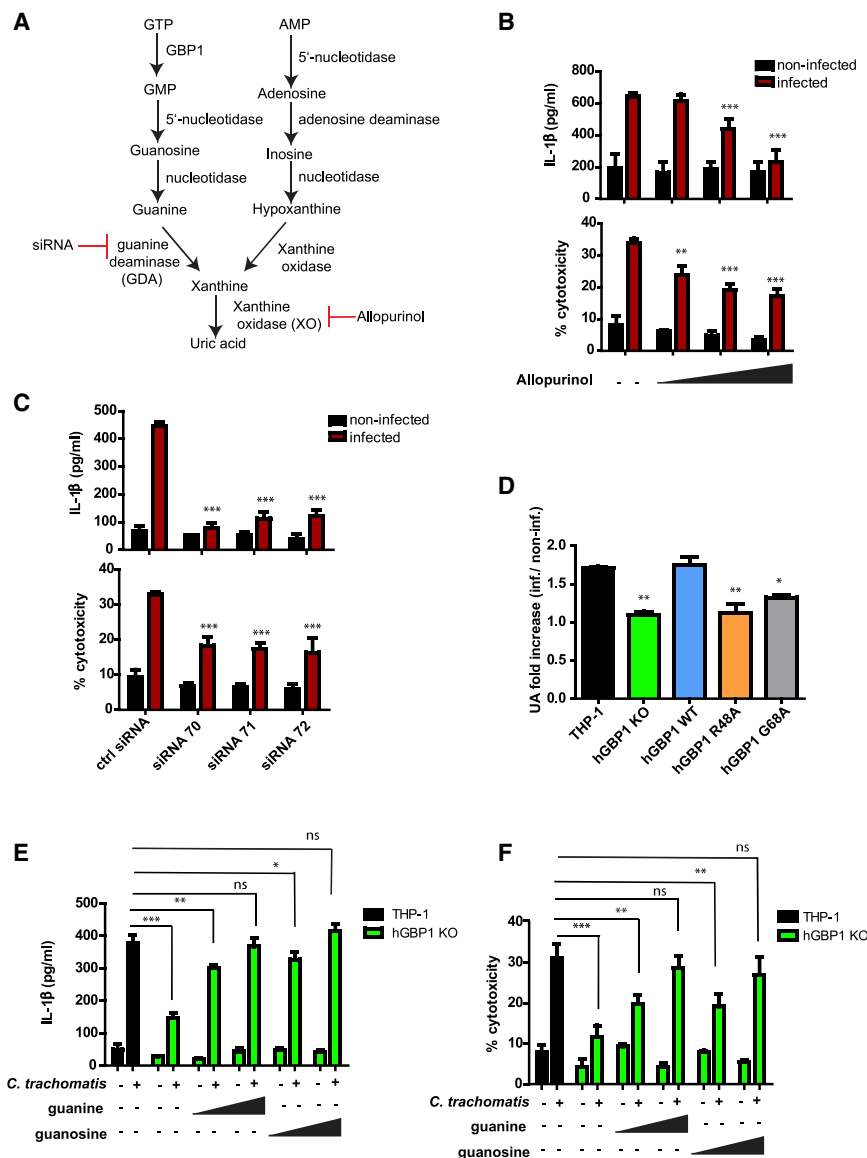 A
GTP
AMP
GBP1
5'-nucleotidase
GMP
Adenosine
5'-nucleotidase
adenosine deaminase
Guanosine
Inosine
nucleotidase
nucleotidase
Guanine
Hypoxanthine
siRNA
guanine
deaminase
(GDA)
Xanthine
oxidase
Xanthine
Xanthine
oxidase (XO)
Allopurinol
Uric acid
B
non-infected
infected
IL-1β (pg/ml)
800
600
400
200
0
*** ***
% cytotoxicity
40
30
20
10
0
** *** ***
Allopurinol - -
C
non-infected
infected
IL-1β (pg/ml)
500
400
300
200
100
0
*** *** ***
% cytotoxicity
40
30
20
10
0
*** *** ***
ctrl siRNA siRNA 70 siRNA 71 siRNA 72
D
UA fold increase (inf./ non-inf.)
2.0
1.5
1.0
0.5
0.0
** ** *
THP-1 hGBP1 KO hGBP1 WT hGBP1 R48A hGBP1 G68A
E
ns
*
ns
**
***
THP-1
hGBP1 KO
IL-1β (pg/ml)
500
400
300
200
100
0
C. trachomatis - + - + - + - + - + - +
guanine - - - - - - - -
guanosine - - - - - - - -
F
ns
**
ns
**
***
THP-1
hGBP1 KO
% cytotoxicity
40
30
20
10
0
C. trachomatis - + - + - + - + - + - +
guanine - - - - - - - -
guanosine - - - - - - - -